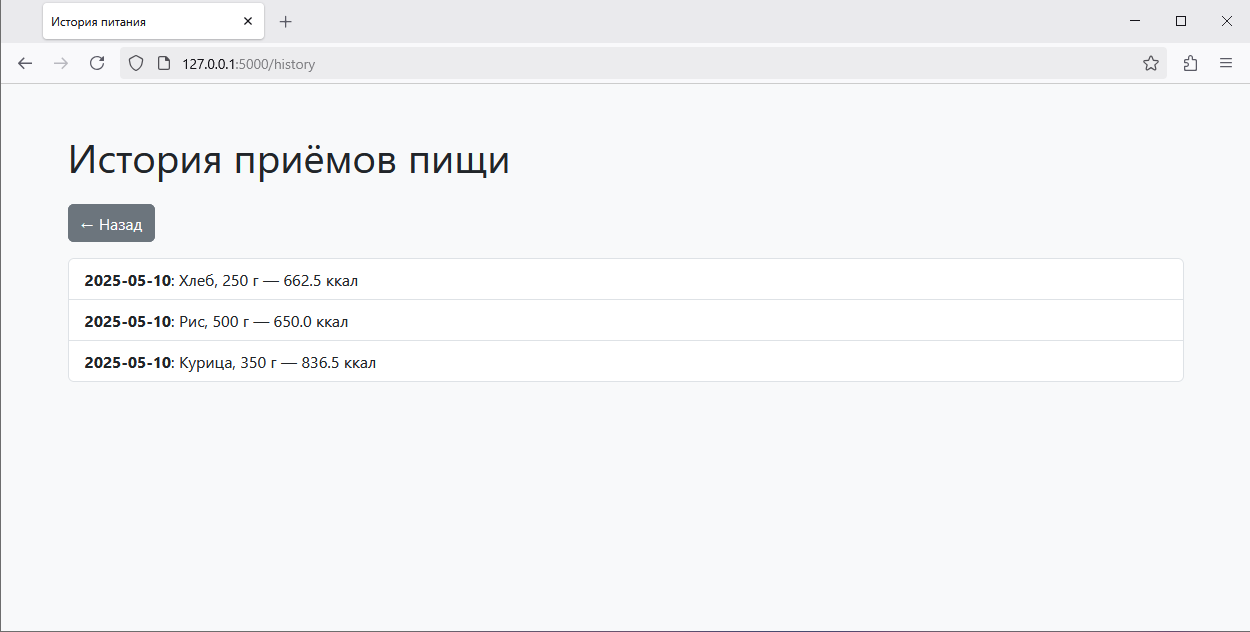 История питания
127.0.0.1:5000/history
История приёмов пищи
← Назад
2025-05-10: Хлеб, 250 г — 662.5 ккал
2025-05-10: Рис, 500 г — 650.0 ккал
2025-05-10: Курица, 350 г — 836.5 ккал